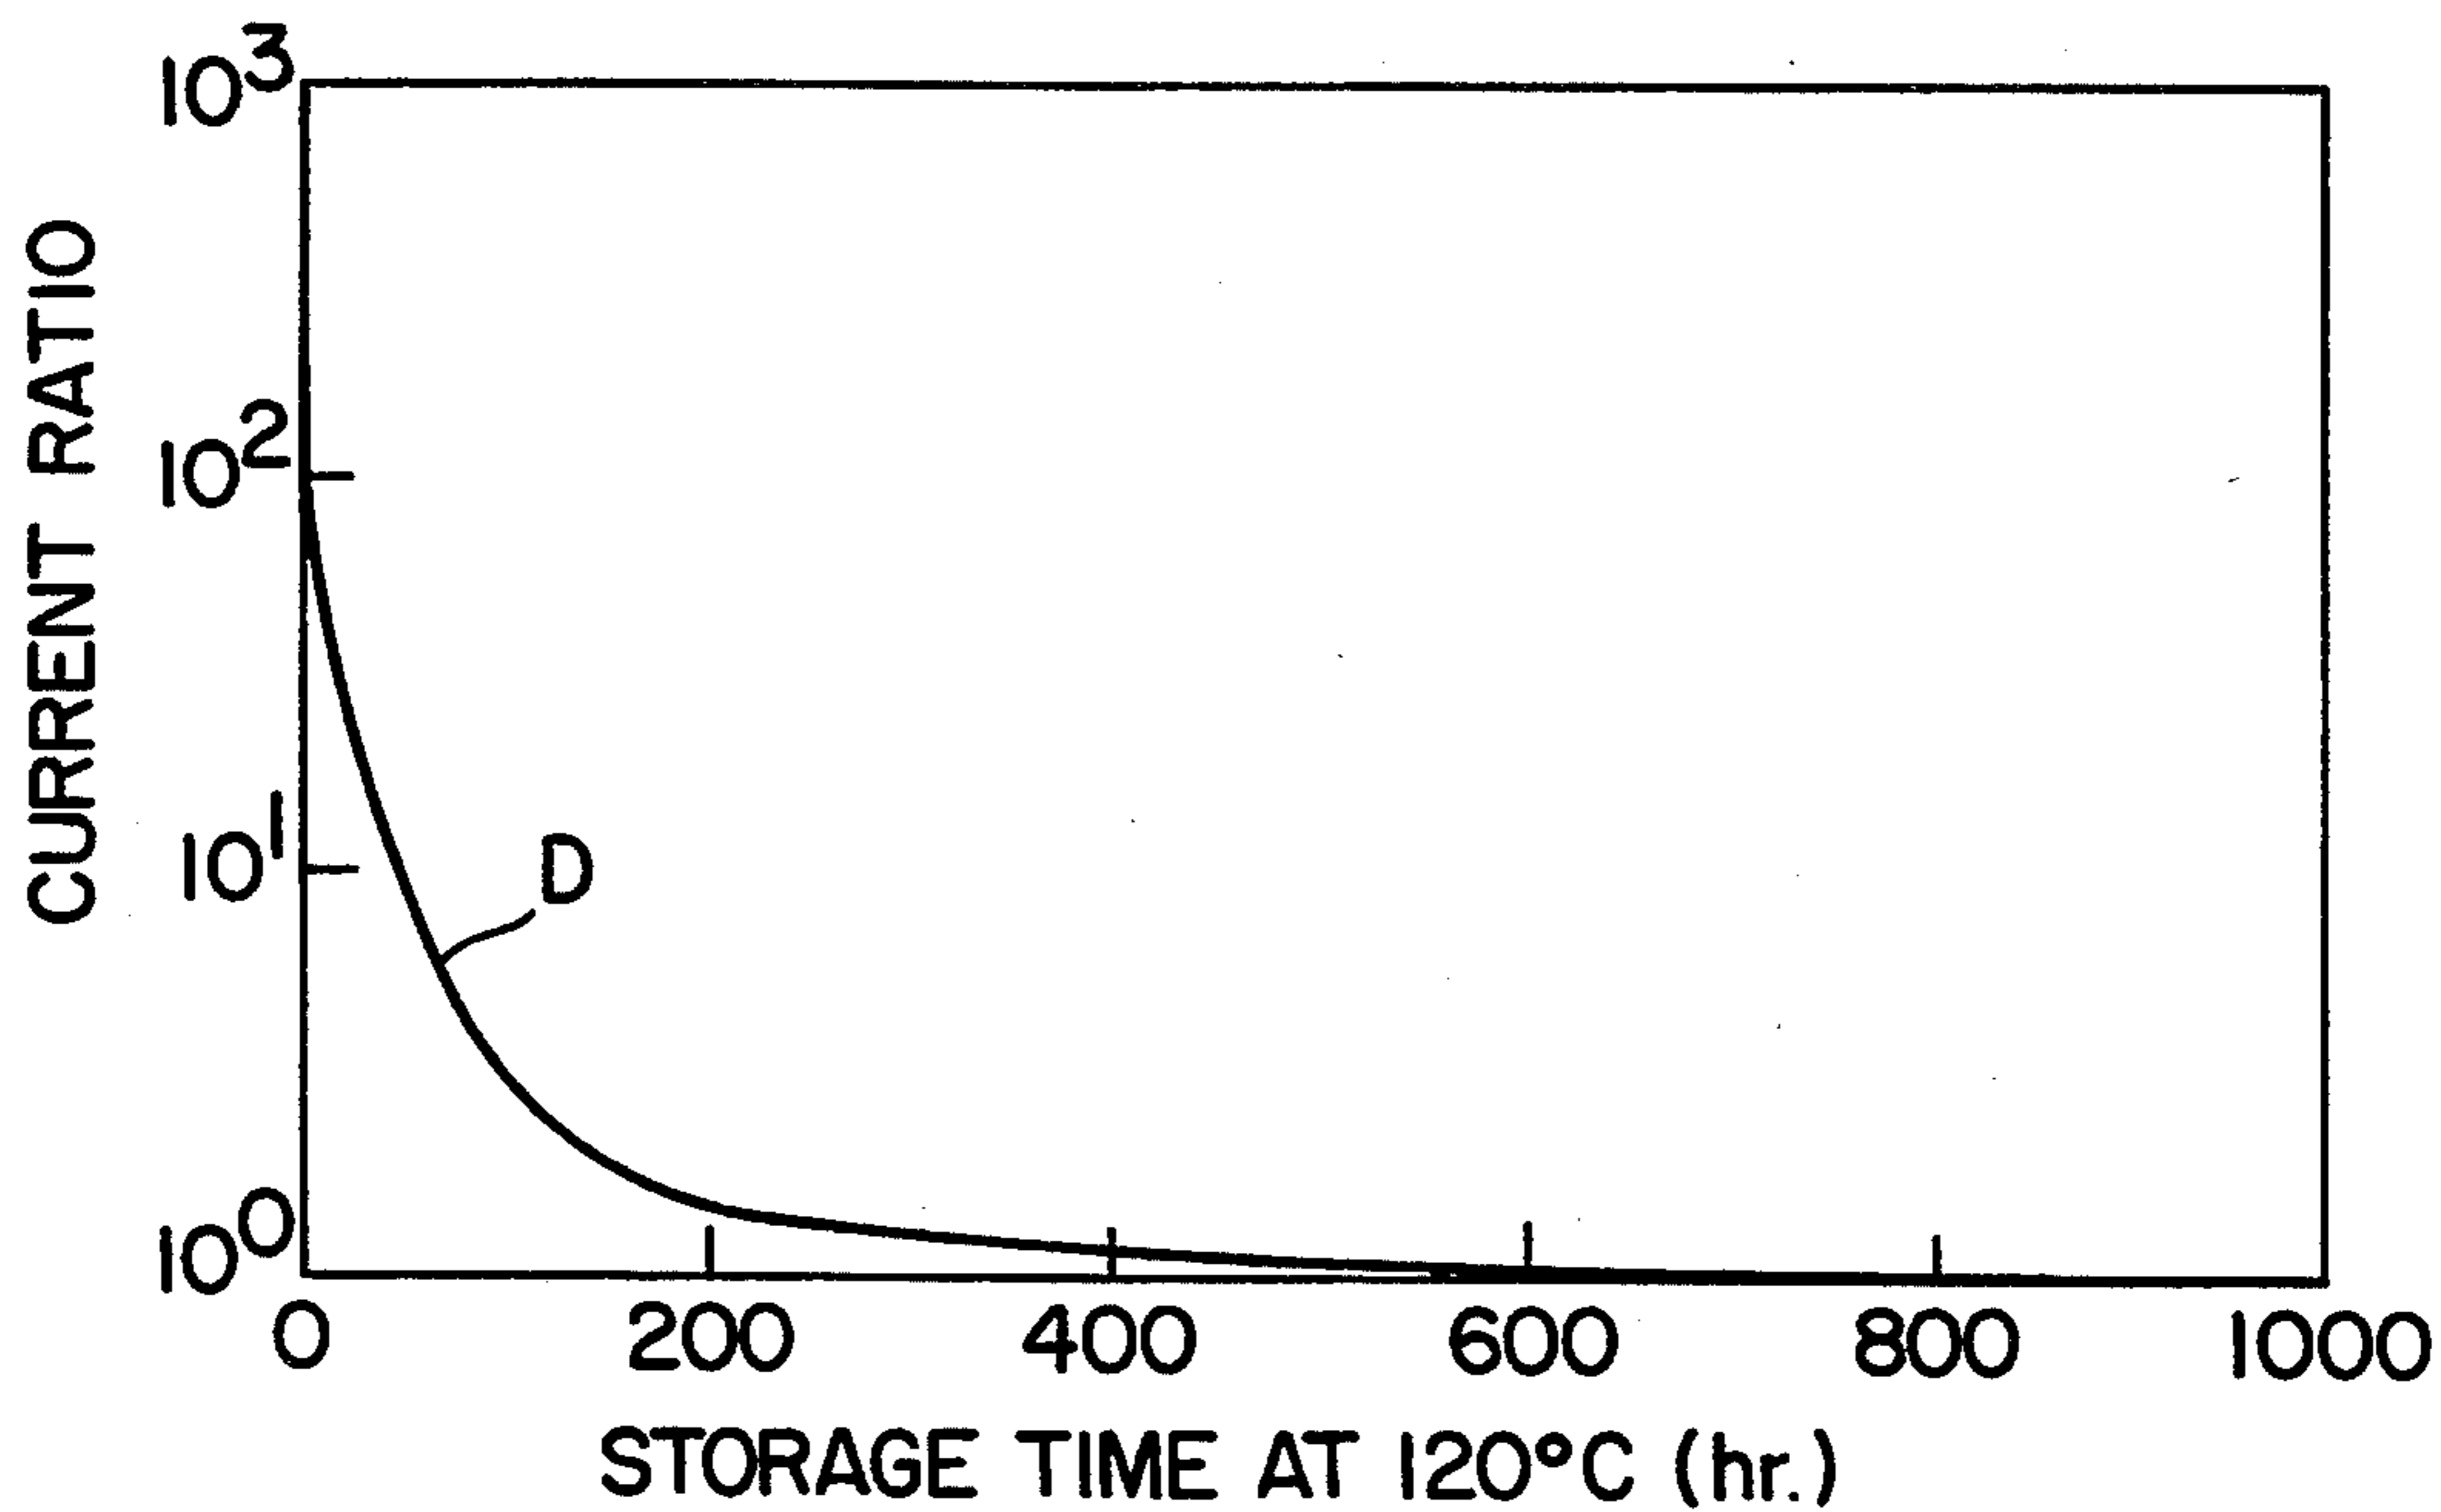 CURRENT RATIO
10³
10²
10¹
10⁰
D
0 200 400 600 800 1000
STORAGE TIME AT 120°C (hr.)